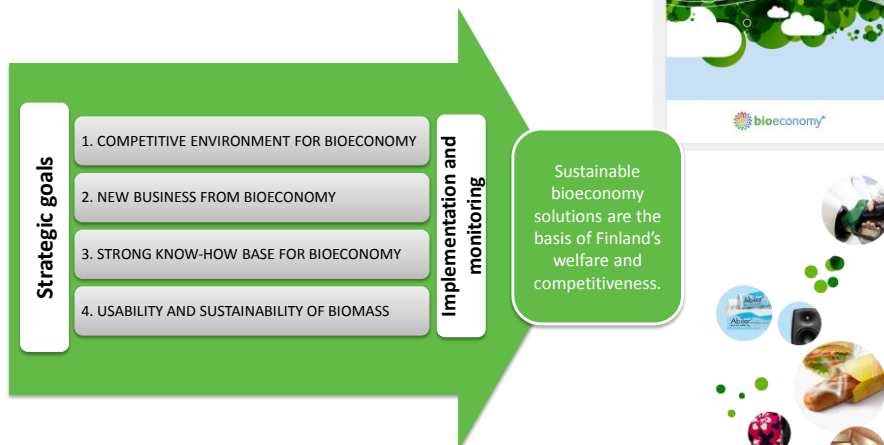 Strategic goals
1. COMPETITIVE ENVIRONMENT FOR BIOECONOMY
2. NEW BUSINESS FROM BIOECONOMY
3. STRONG KNOW-HOW BASE FOR BIOECONOMY
4. USABILITY AND SUSTAINABILITY OF BIOMASS
Implementation and
monitoring
Sustainable
bioeconomy
solutions are the
basis of Finland's
welfare and
competitiveness.
bioeconomy
Abilar
Abilar